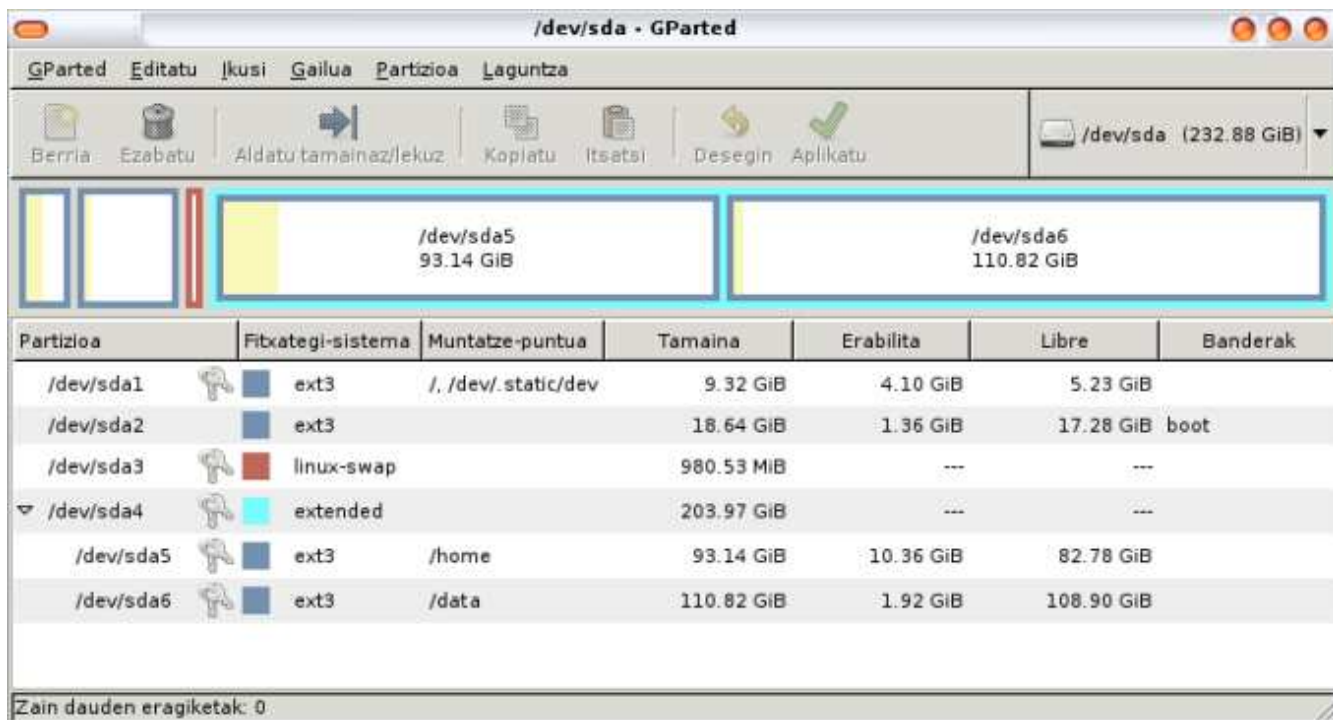 /dev/sda - GParted
GParted Editatu Ikusi Gailua Partizioa Laguntza
Berria Ezabatu Aldatu tamainaz/lekuz Kopiatu Itsatsi Desegin Aplikatu /dev/sda (232.88 GiB)
/dev/sda5 /dev/sda6
93.14 GiB 110.82 GiB
Partizioa Fitxategi-sistema Muntatze-puntua Tamaina Erabilita Libre Banderak
/dev/sda1 ext3 /, /dev/.static/dev 9.32 GiB 4.10 GiB 5.23 GiB
/dev/sda2 ext3 18.64 GiB 1.36 GiB 17.28 GiB boot
/dev/sda3 linux-swap 980.53 MiB --- ---
/dev/sda4 extended 203.97 GiB --- ---
/dev/sda5 ext3 /home 93.14 GiB 10.36 GiB 82.78 GiB
/dev/sda6 ext3 /data 110.82 GiB 1.92 GiB 108.90 GiB
Zain dauden eragiketak: 0